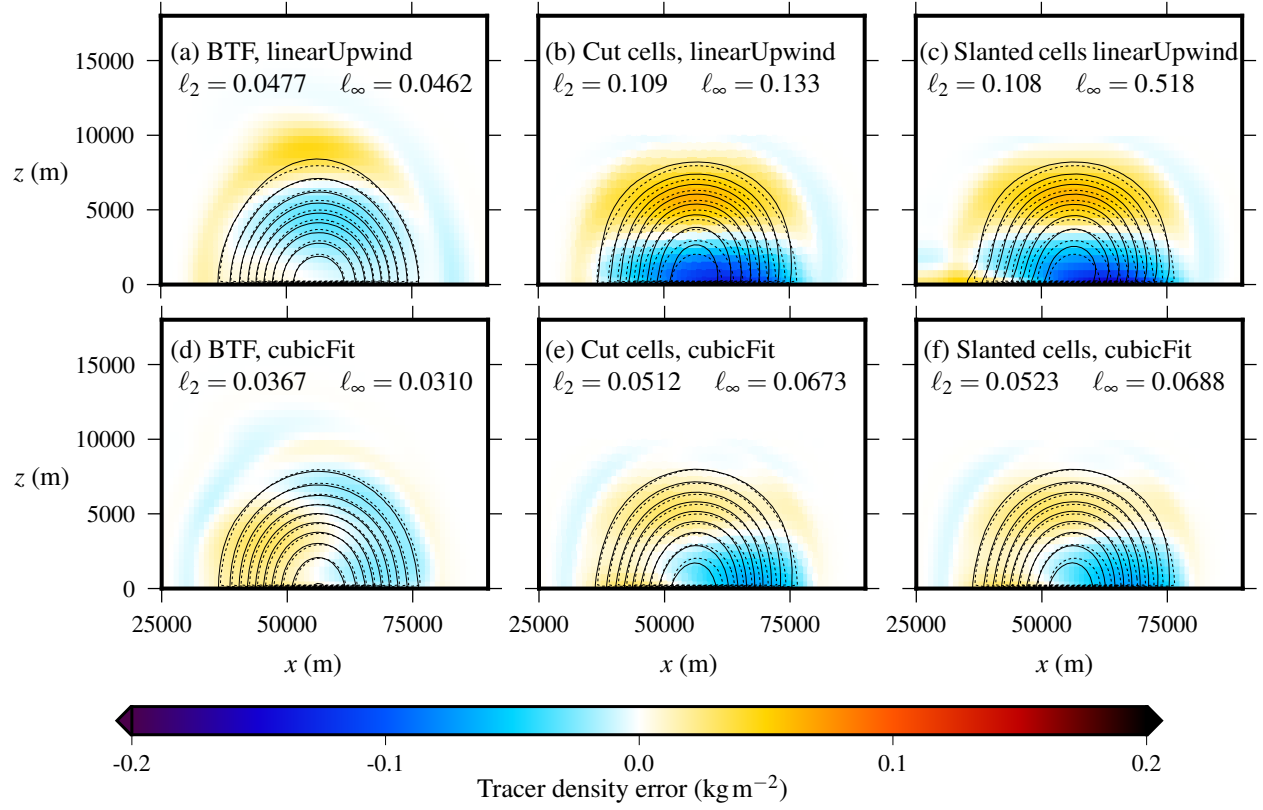 (a) BTF, linearUpwind
ℓ₂ = 0.0477 ℓ∞ = 0.0462
(b) Cut cells, linearUpwind
ℓ₂ = 0.109 ℓ∞ = 0.133
(c) Slanted cells linearUpwind
ℓ₂ = 0.108 ℓ∞ = 0.518
15000
10000
z (m)
5000
0
(d) BTF, cubicFit
ℓ₂ = 0.0367 ℓ∞ = 0.0310
(e) Cut cells, cubicFit
ℓ₂ = 0.0512 ℓ∞ = 0.0673
(f) Slanted cells, cubicFit
ℓ₂ = 0.0523 ℓ∞ = 0.0688
15000
10000
z (m)
5000
0
25000 50000 75000 25000 50000 75000 25000 50000 75000
x (m) x (m) x (m)
-0.2 -0.1 0.0 0.1 0.2
Tracer density error (kg m⁻²)